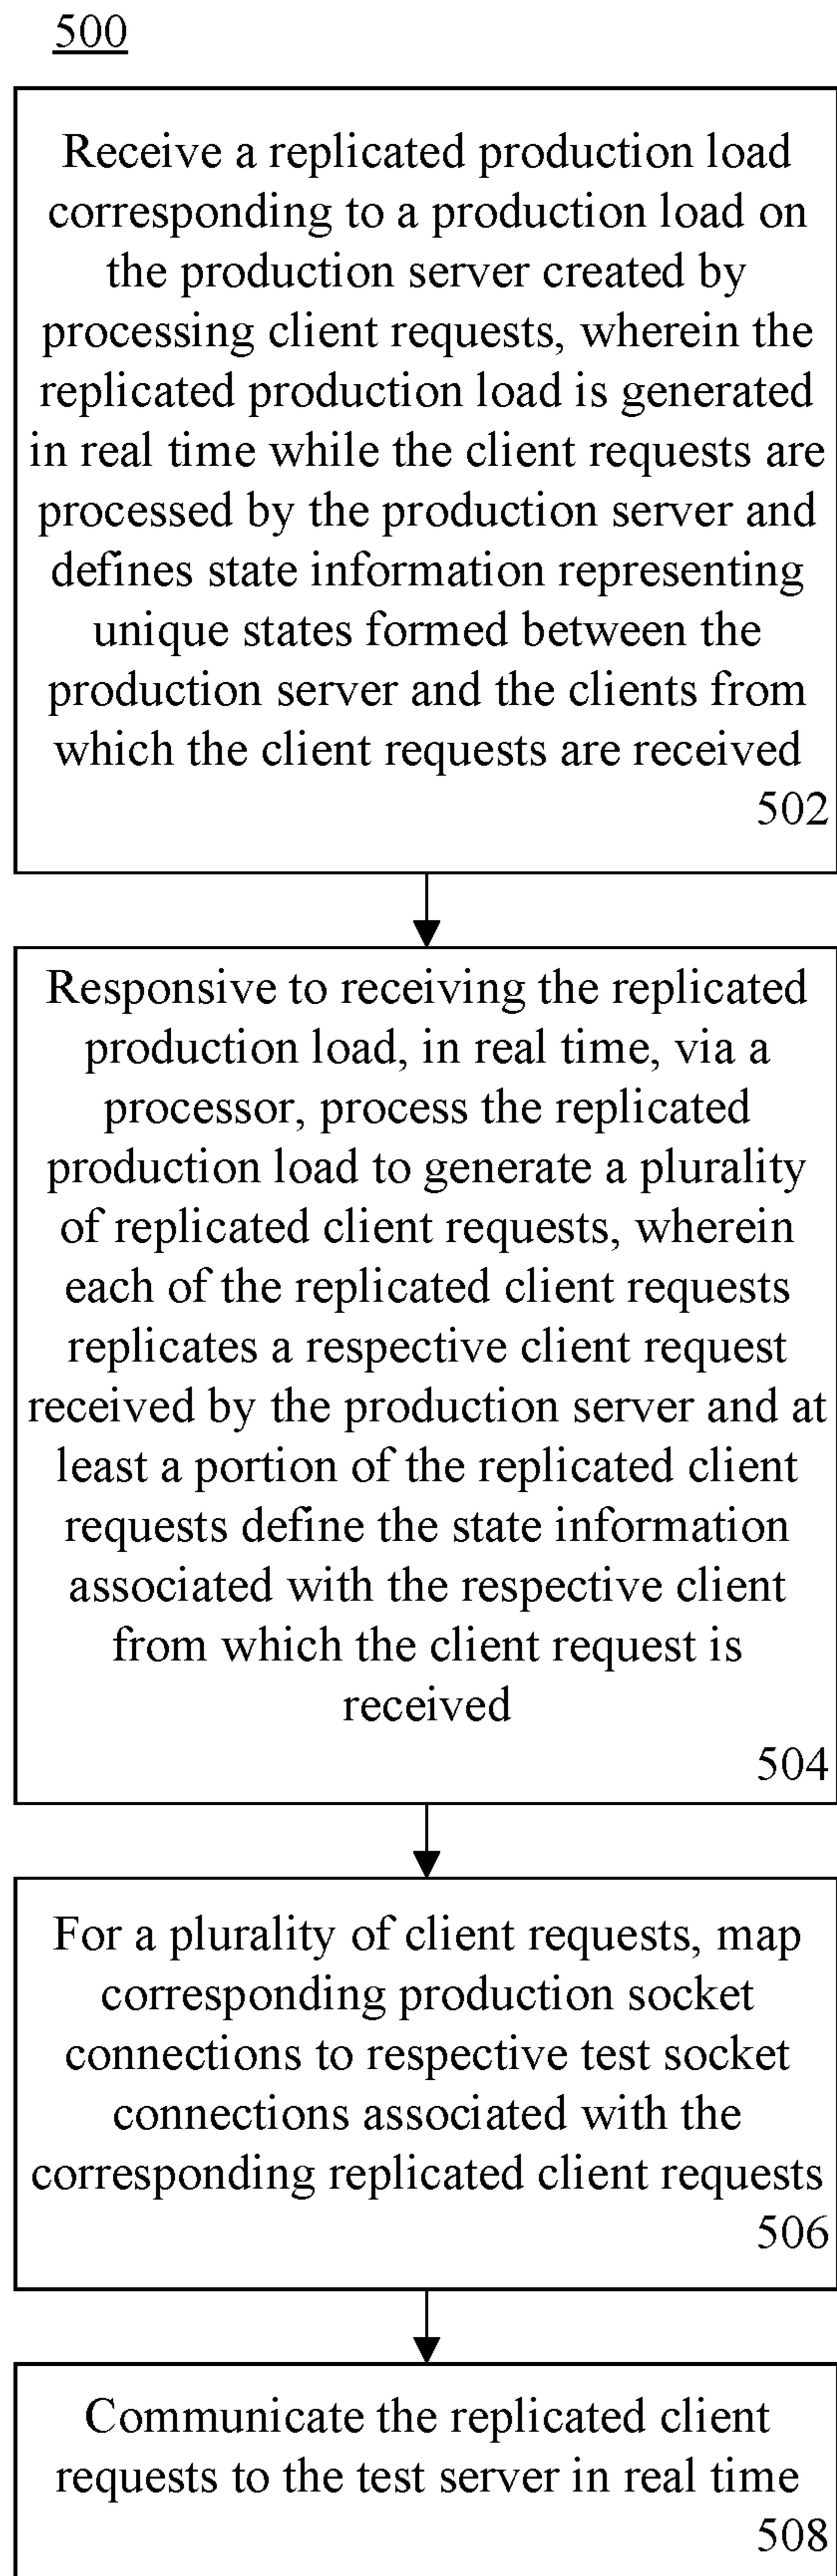 500
Receive a replicated production load
corresponding to a production load on
the production server created by
processing client requests, wherein the
replicated production load is generated
in real time while the client requests are
processed by the production server and
defines state information representing
unique states formed between the
production server and the clients from
which the client requests are received
502
Responsive to receiving the replicated
production load, in real time, via a
processor, process the replicated
production load to generate a plurality
of replicated client requests, wherein
each of the replicated client requests
replicates a respective client request
received by the production server and at
least a portion of the replicated client
requests define the state information
associated with the respective client
from which the client request is
received
504
For a plurality of client requests, map
corresponding production socket
connections to respective test socket
connections associated with the
corresponding replicated client requests
506
Communicate the replicated client
requests to the test server in real time
508